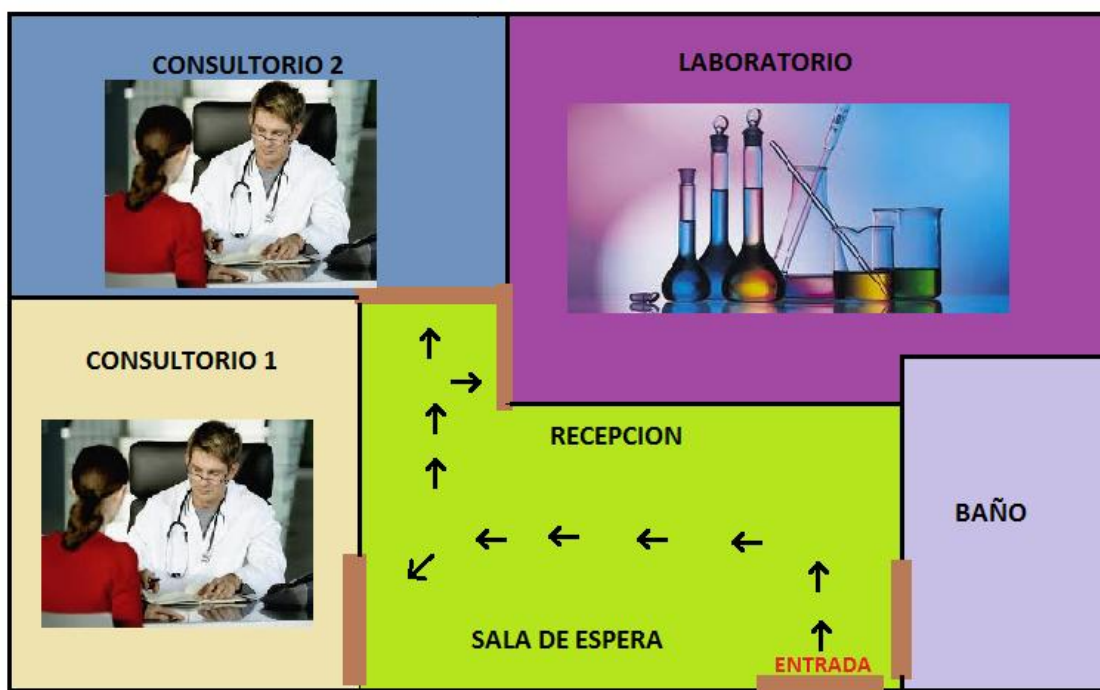 CONSULTORIO 2
LABORATORIO
CONSULTORIO 1
RECEPCION
BAÑO
SALA DE ESPERA
ENTRADA